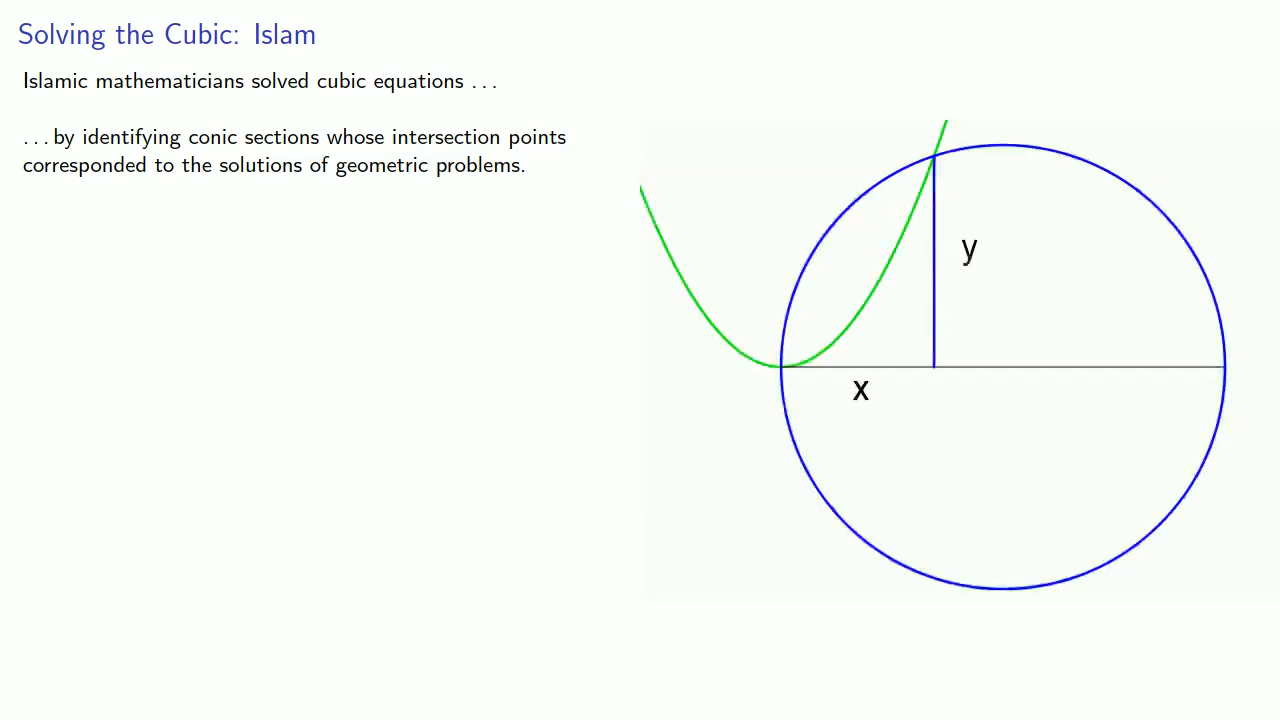 Solving the Cubic: Islam
Islamic mathematicians solved cubic equations ...
... by identifying conic sections whose intersection points
corresponded to the solutions of geometric problems.
y
x